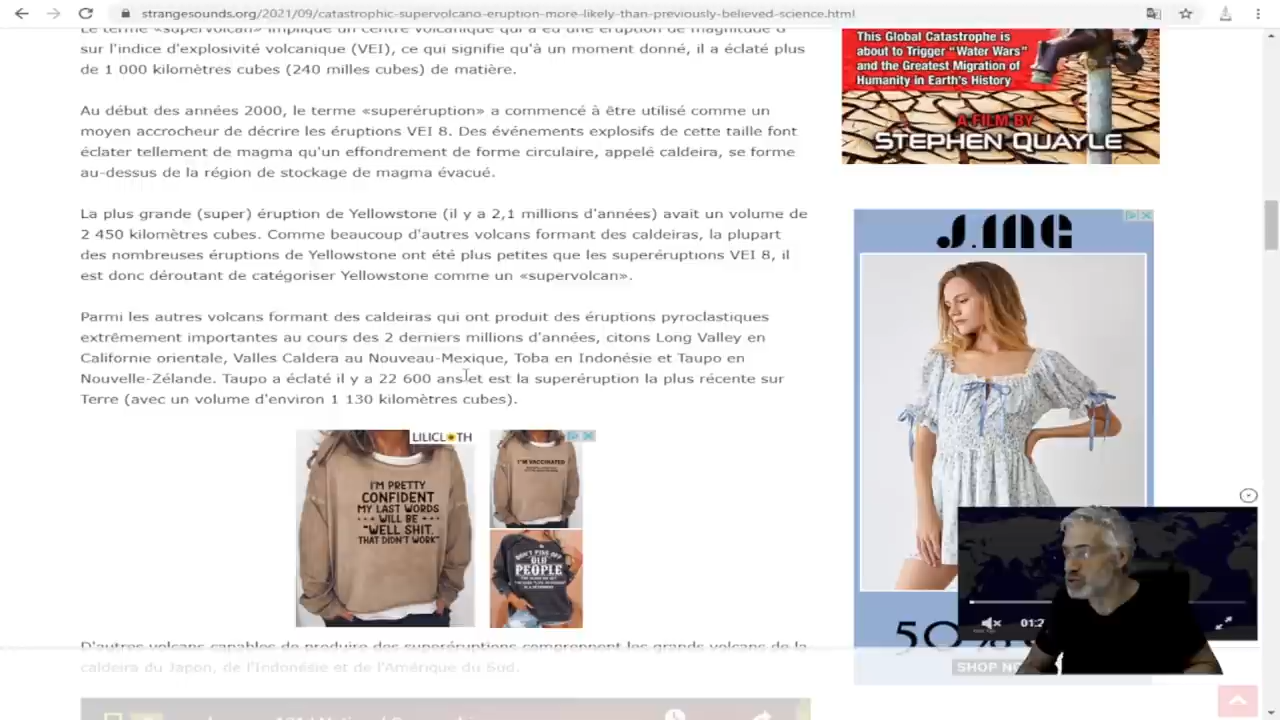 strangesounds.org/2021/09/catastrophic-supervolcano-eruption-more-likely-than-previously-believed-science.html
Le terme «supervolcan» implique un centre volcanique qui a eu une éruption de magnitude 8
sur l'indice d'explosivité volcanique (VEI), ce qui signifie qu'à un moment donné, il a éclaté plus
de 1 000 kilomètres cubes (240 milles cubes) de matière.
Au début des années 2000, le terme «superéruption» a commencé à être utilisé comme un
moyen accrocheur de décrire les éruptions VEI 8. Des événements explosifs de cette taille font
éclater tellement de magma qu'un effondrement de forme circulaire, appelé caldeira, se forme
au-dessus de la région de stockage de magma évacué.
La plus grande (super) éruption de Yellowstone (il y a 2,1 millions d'années) avait un volume de
2 450 kilomètres cubes. Comme beaucoup d'autres volcans formant des caldeiras, la plupart
des nombreuses éruptions de Yellowstone ont été plus petites que les superéruptions VEI 8, il
est donc déroutant de catégoriser Yellowstone comme un «supervolcan».
Parmi les autres volcans formant des caldeiras qui ont produit des éruptions pyroclastiques
extrêmement importantes au cours des 2 derniers millions d'années, citons Long Valley en
Californie orientale, Valles Caldera au Nouveau-Mexique, Toba en Indonésie et Taupo en
Nouvelle-Zélande. Taupo a éclaté il y a 22 600 ans et est la superéruption la plus récente sur
Terre (avec un volume d'environ 1 130 kilomètres cubes).
LILICLOTH
I'M PRETTY
CONFIDENT
MY LAST WORDS
WILL BE
"WELL SHIT,
THAT DIDN'T WORK"
I'M VACCINATED
DON'T PISS OFF
OLD
PEOPLE
D'autres volcans capables de produire des superéruptions comprennent les grands volcans de la
caldeira du Japon, de l'Indonésie et de l'Amérique du Sud.
This Global Catastrophe is
about to Trigger "Water Wars"
and the Greatest Migration of
Humanity in Earth's History
A FILM BY
STEPHEN QUAYLE
J.ING
50%
SHOP NO
01:2